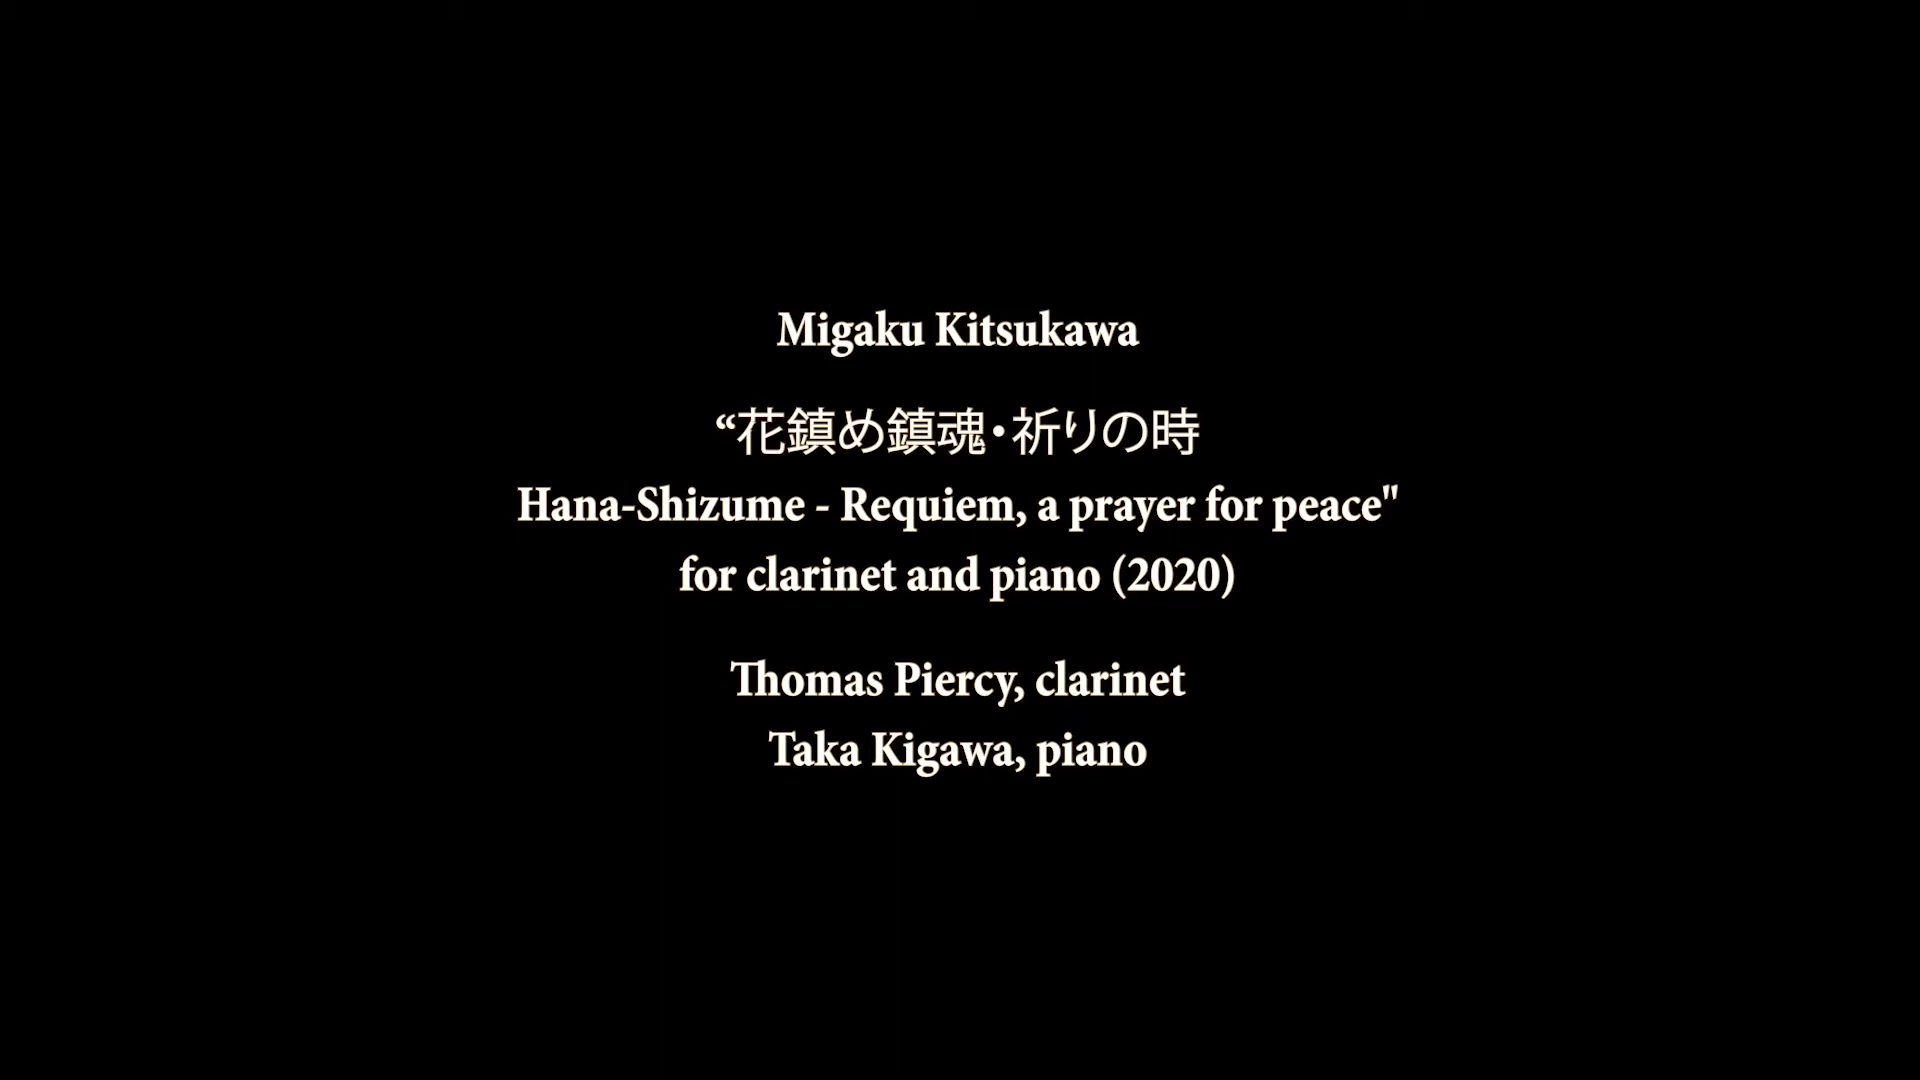 Migaku Kitsukawa
“花鎮め鎮魂・祈りの時
Hana-Shizume - Requiem, a prayer for peace"
for clarinet and piano (2020)
Thomas Piercy, clarinet
Taka Kigawa, piano